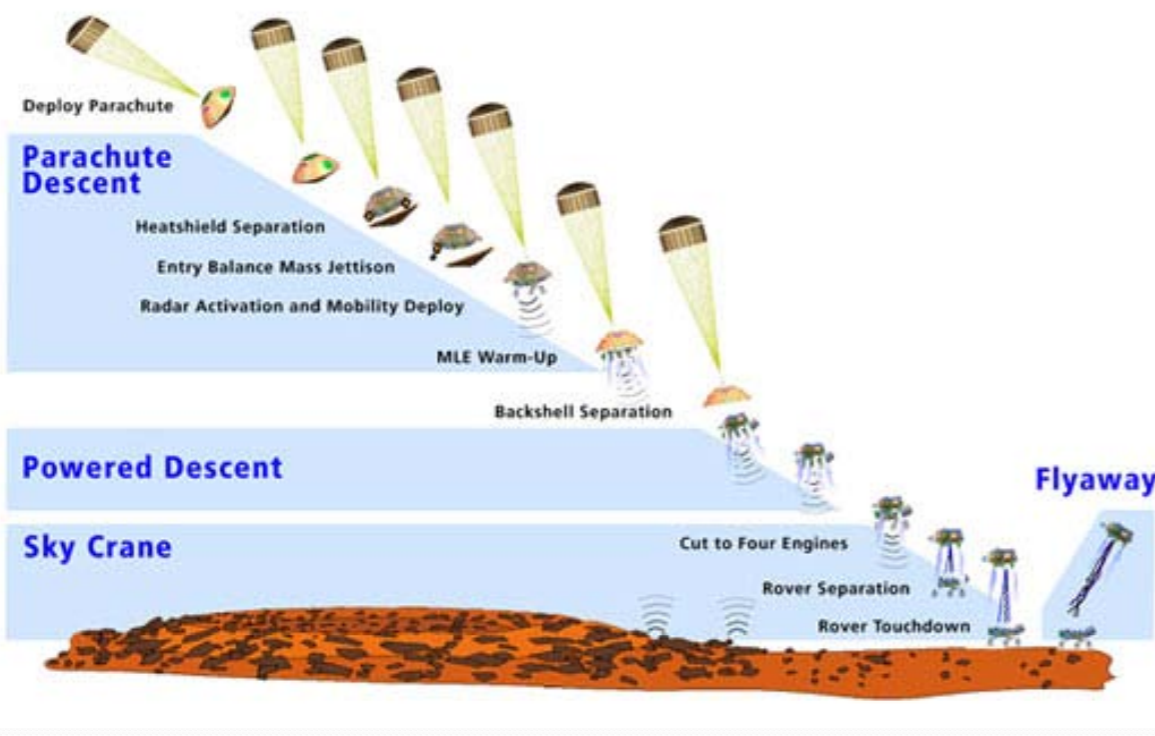 Deploy Parachute
Parachute
Descent
Heatshield Separation
Entry Balance Mass Jettison
Radar Activation and Mobility Deploy
MLE Warm-Up
Backshell Separation
Powered Descent
Flyaway
Sky Crane
Cut to Four Engines
Rover Separation
Rover Touchdown